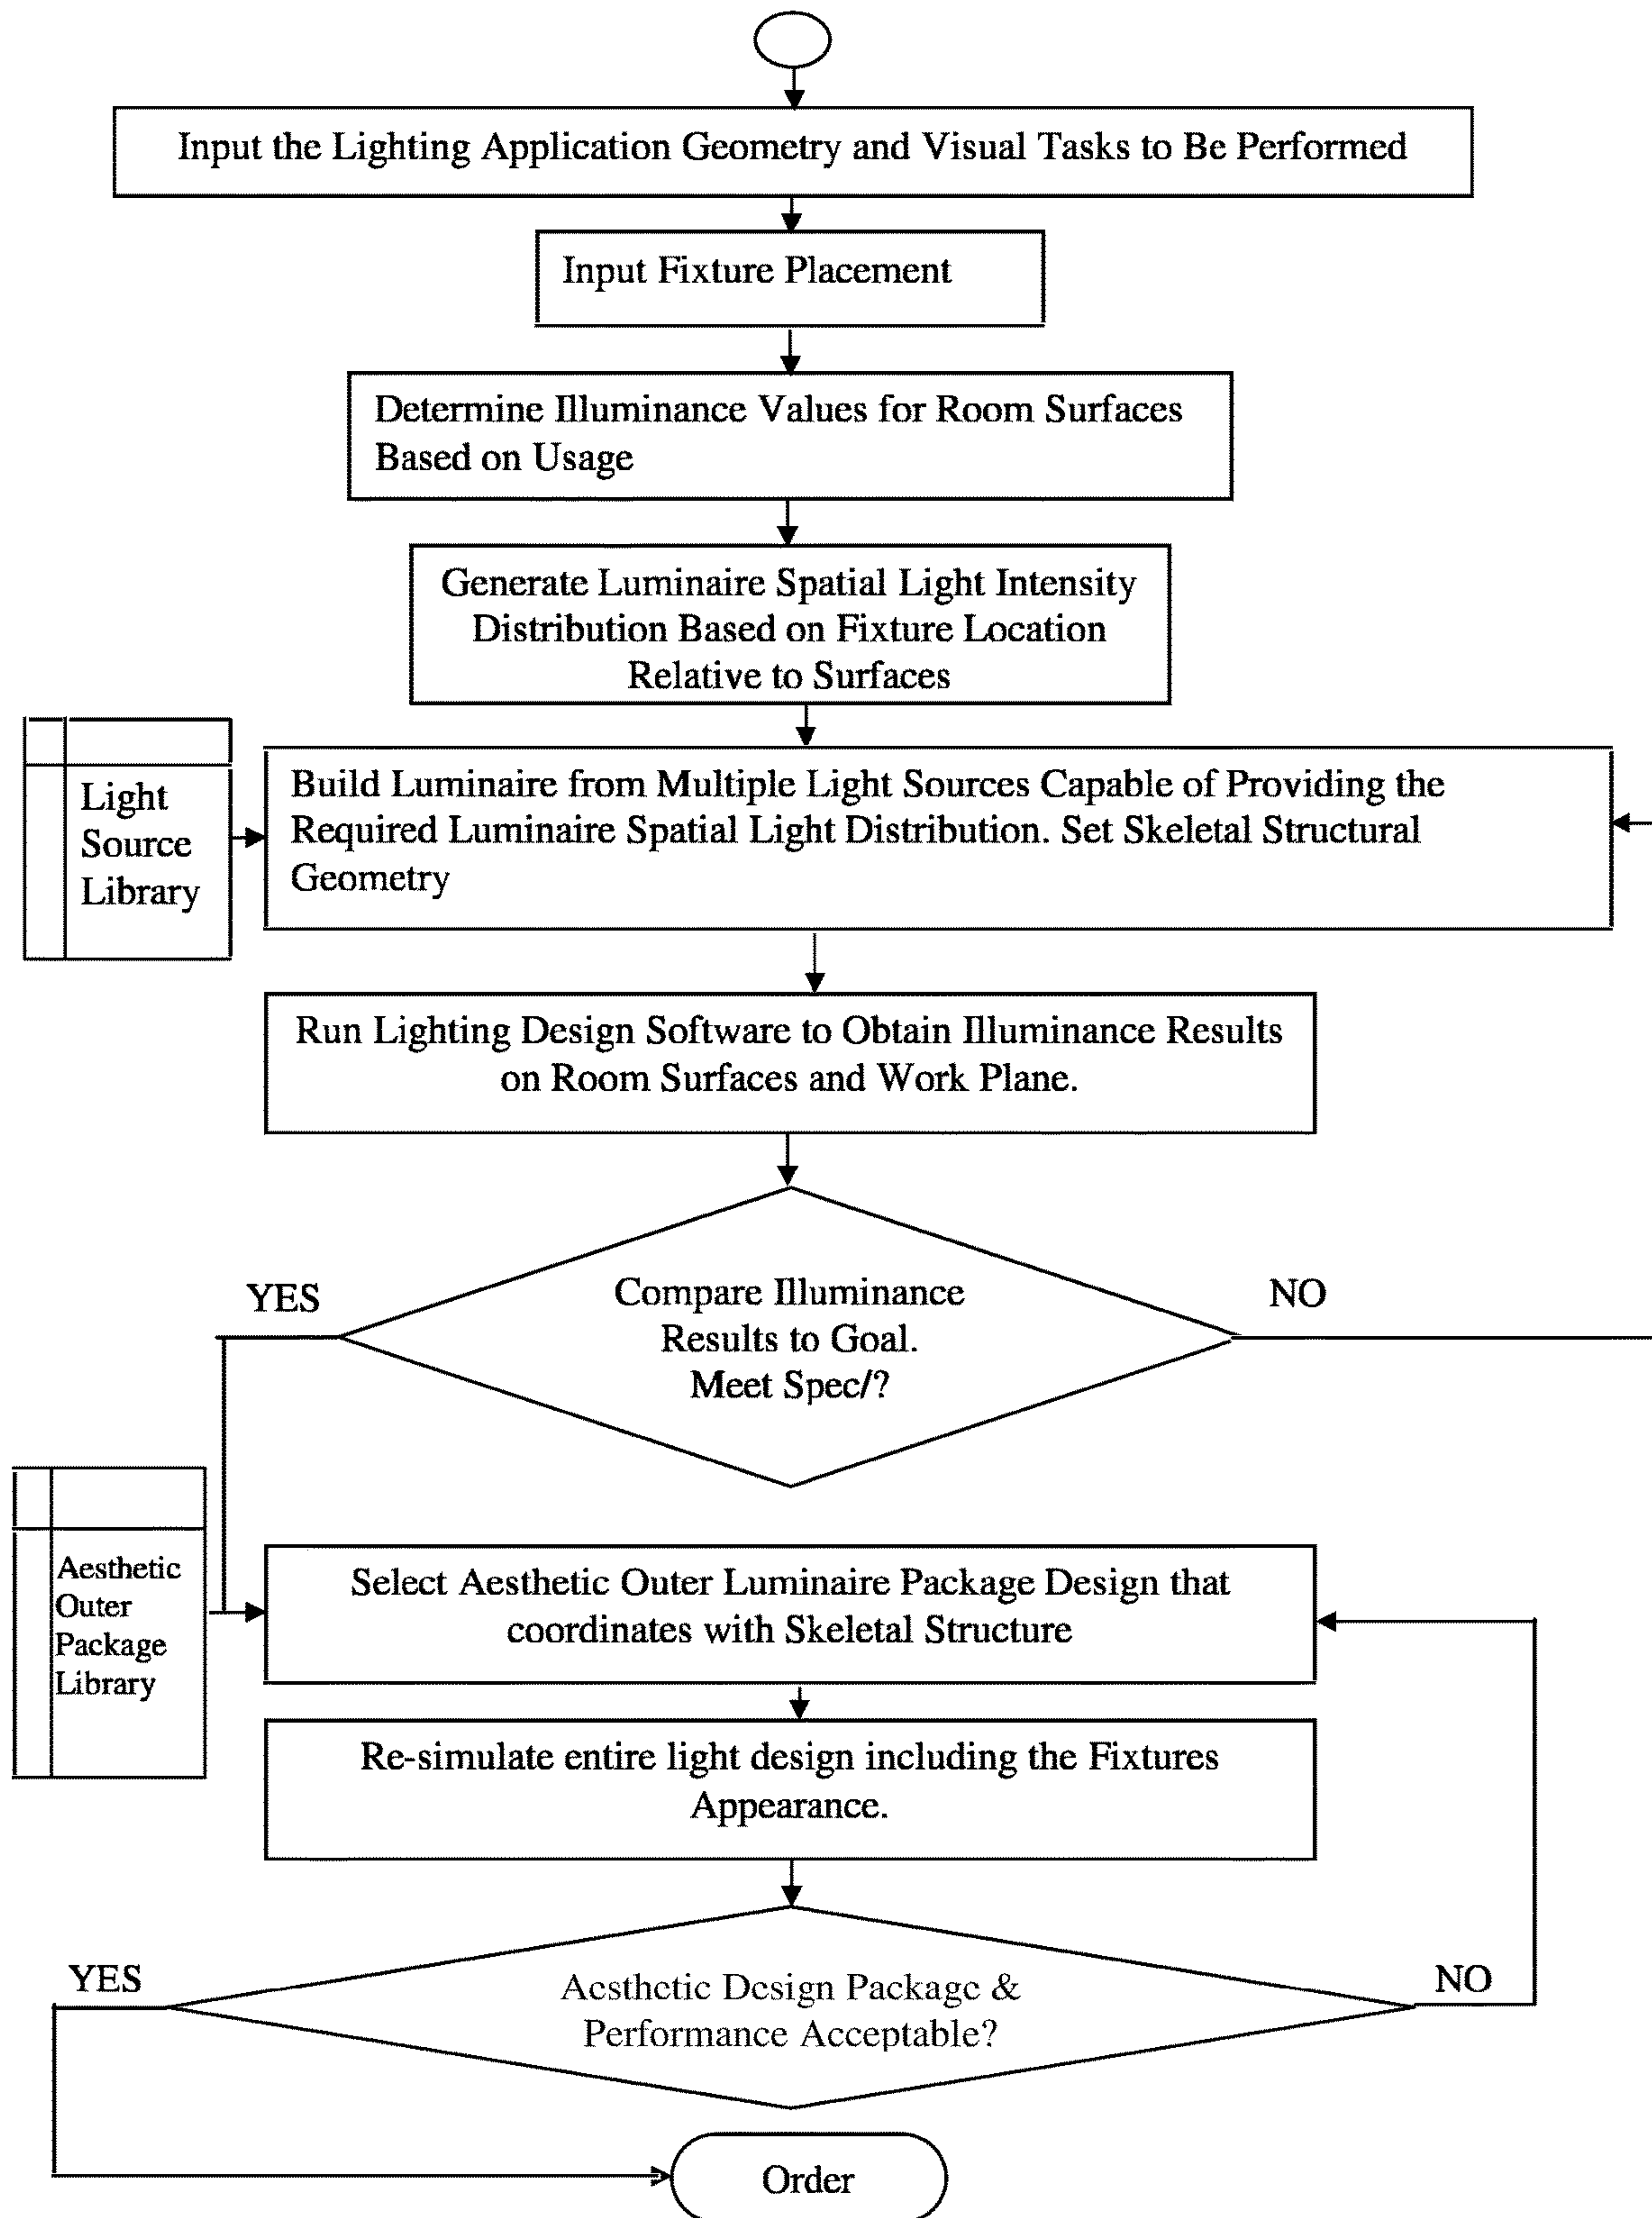 Input the Lighting Application Geometry and Visual Tasks to Be Performed
Input Fixture Placement
Determine Illuminance Values for Room Surfaces
Based on Usage
Generate Luminaire Spatial Light Intensity
Distribution Based on Fixture Location
Relative to Surfaces
Light
Source
Library
Build Luminaire from Multiple Light Sources Capable of Providing the
Required Luminaire Spatial Light Distribution. Set Skeletal Structural
Geometry
Run Lighting Design Software to Obtain Illuminance Results
on Room Surfaces and Work Plane.
YES
Compare Illuminance
Results to Goal.
Meet Spec/?
NO
Aesthetic
Outer
Package
Library
Select Aesthetic Outer Luminaire Package Design that
coordinates with Skeletal Structure
Re-simulate entire light design including the Fixtures
Appearance.
YES
Aesthetic Design Package &
Performance Acceptable?
NO
Order